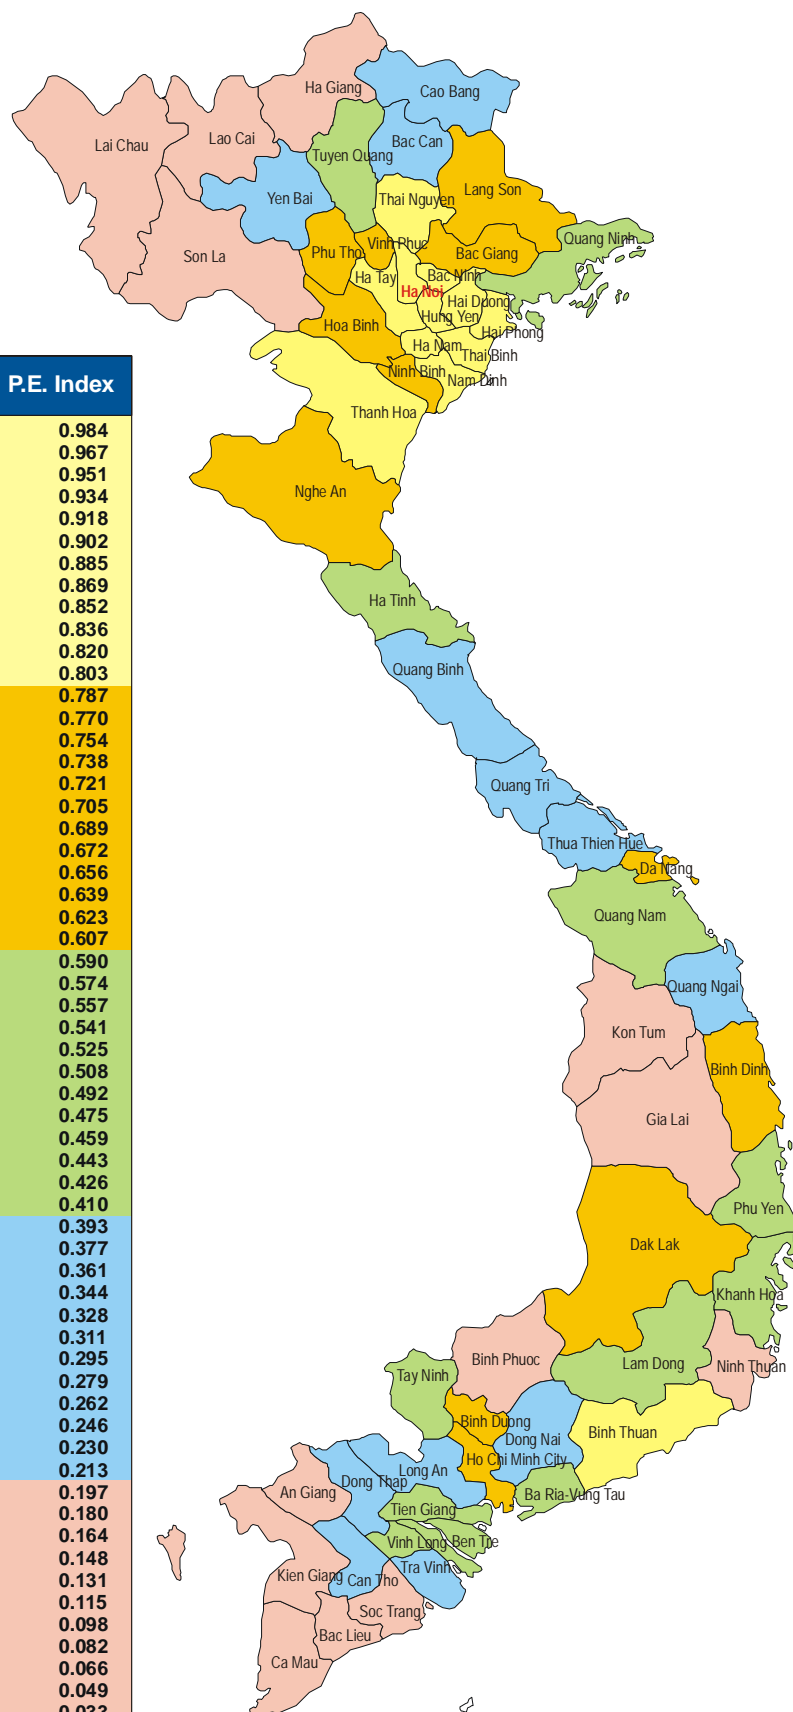 Ha Giang
Cao Bang
Lai Chau
Lao Cai
Bac Can
Tuyen Quang
Lang Son
Yen Bai
Thai Nguyen
Quang Ninh
Vinh Phuc
Phu Tho
Bac Giang
Son La
Ha Tay
Bac Ninh
Ha Noi
Hai Duong
Hung Yen
Hoa Binh
Hai Phong
Ha Nam
Thai Binh
Ninh Binh
Nam Dinh
Thanh Hoa
Nghe An
Ha Tinh
Quang Binh
Quang Tri
Thua Thien Hue
Da Nang
Quang Nam
Quang Ngai
Kon Tum
Binh Dinh
Gia Lai
Phu Yen
Dak Lak
Khanh Hoa
Binh Phuoc
Lam Dong
Ninh Thuan
Tay Ninh
Binh Duong
Binh Thuan
Dong Nai
Ho Chi Minh City
Long An
Dong Thap
An Giang
Ba Ria-Vung Tau
Tien Giang
Vinh Long
Ben Tre
Tra Vinh
Kien Giang
Can Tho
Soc Trang
Bac Lieu
Ca Mau
P.E. Index
0.984
0.967
0.951
0.934
0.918
0.902
0.885
0.869
0.852
0.836
0.820
0.803
0.787
0.770
0.754
0.738
0.721
0.705
0.689
0.672
0.656
0.639
0.623
0.607
0.590
0.574
0.557
0.541
0.525
0.508
0.492
0.475
0.459
0.443
0.426
0.410
0.393
0.377
0.361
0.344
0.328
0.311
0.295
0.279
0.262
0.246
0.230
0.213
0.197
0.180
0.164
0.148
0.131
0.115
0.098
0.082
0.066
0.049
0.033